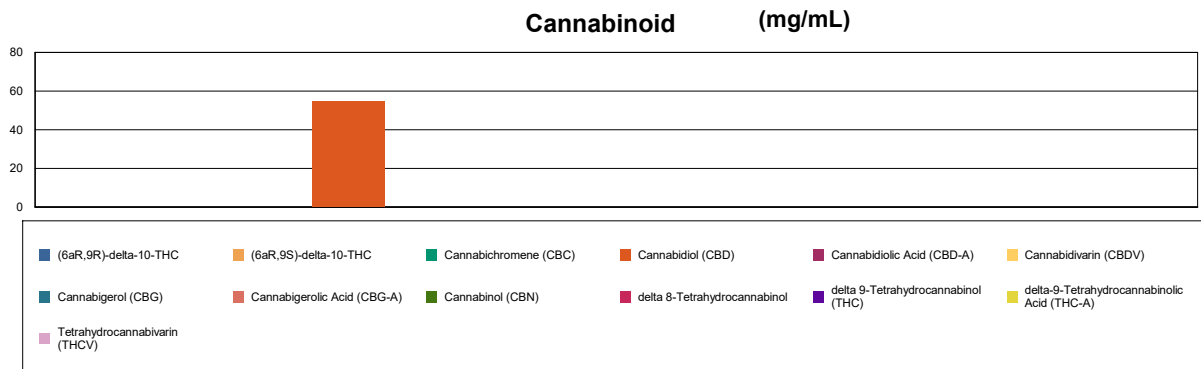 Cannabinoid (mg/mL)
80
60
40
20
0
(6aR,9R)-delta-10-THC
(6aR,9S)-delta-10-THC
Cannabichromene (CBC)
Cannabidiol (CBD)
Cannabidiolic Acid (CBD-A)
Cannabidivarin (CBDV)
Cannabigerol (CBG)
Cannabigerolic Acid (CBG-A)
Cannabinol (CBN)
delta 8-Tetrahydrocannabinol
delta 9-Tetrahydrocannabinol
(THC)
delta-9-Tetrahydrocannabinolic
Acid (THC-A)
Tetrahydrocannabivarin
(THCV)